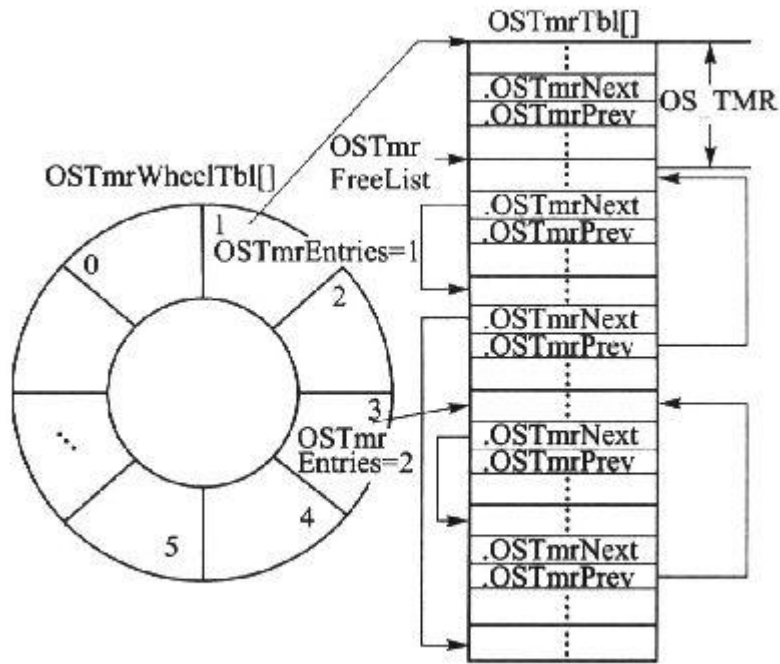 OSTmrTbl[]
.OSTmrNext
.OSTmrPrev
OS_TMR
OSTmr
FreeList
OSTmrWheelTbl[]
.OSTmrNext
.OSTmrPrev
0
1
OSTmrEntries=1
2
.OSTmrNext
.OSTmrPrev
3
OSTmr
Entries=2
.OSTmrNext
.OSTmrPrev
...
4
5
.OSTmrNext
.OSTmrPrev